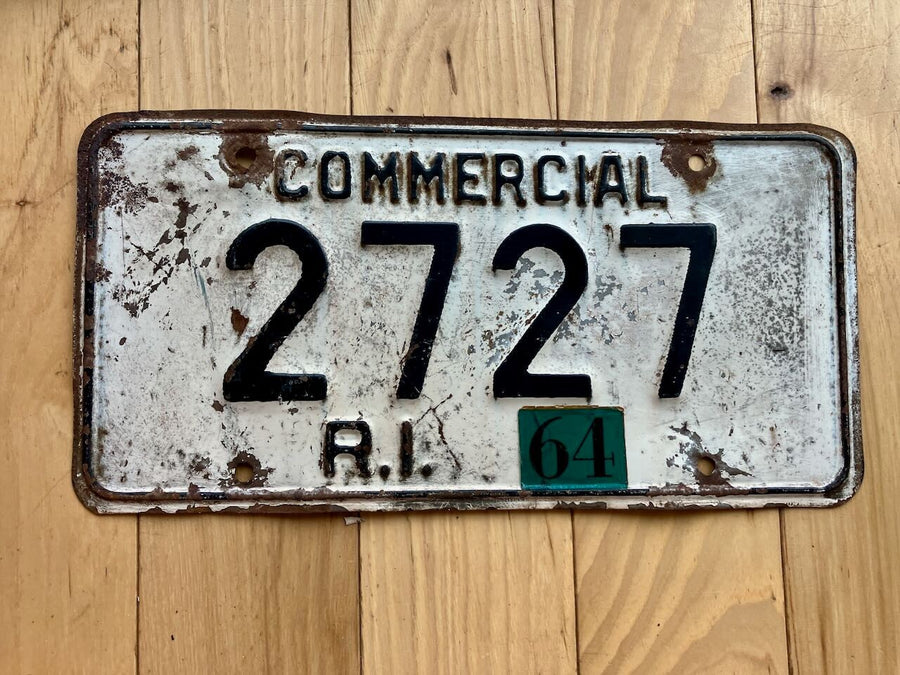 COMMERCIAL
2727
R.I. 64